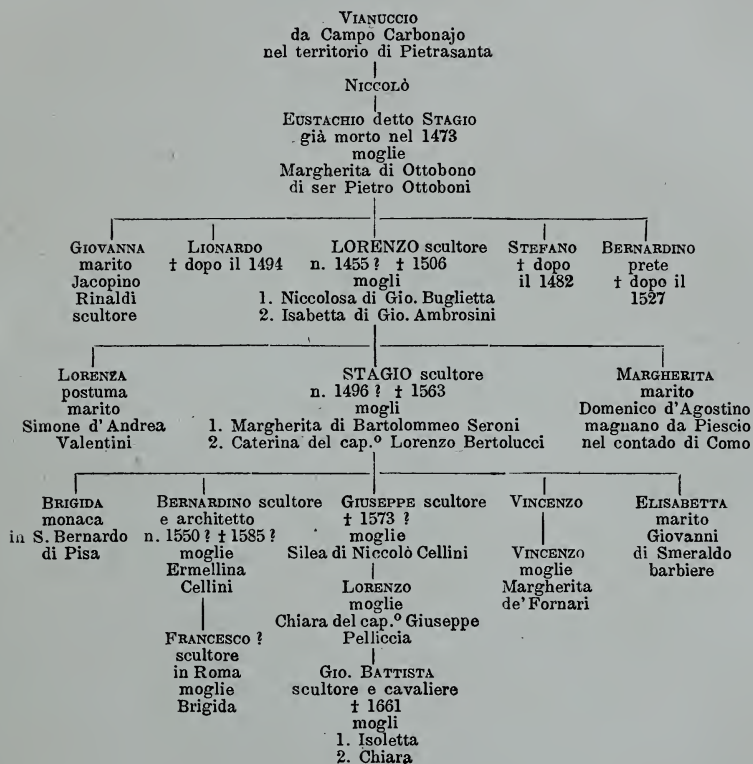 VIANUCCIO
da Campo Carbonajo
nel territorio di Pietrasanta
NICCOLÒ
EUSTACHIO detto STAGIO
già morto nel 1473
moglie
Margherita di Ottobono
di ser Pietro Ottoboni
GIOVANNA
marito
Jacopino
Rinaldi
scultore
LIONARDO
† dopo il 1494
LORENZO scultore
n. 1455? † 1506
mogli
1. Niccolosa di Gio. Buglietta
2. Isabetta di Gio. Ambrosini
STEFANO
† dopo
il 1482
BERNARDINO
prete
† dopo il
1527
LORENZA
postuma
marito
Simone d'Andrea
Valentini
STAGIO scultore
n. 1496? † 1563
mogli
1. Margherita di Bartolommeo Seroni
2. Caterina del cap.º Lorenzo Bertolucci
MARGHERITA
marito
Domenico d'Agostino
magnano da Piescio
nel contado di Como
BRIGIDA
monaca
in S. Bernardo
di Pisa
BERNARDINO scultore
e architetto
n. 1550? † 1585?
moglie
Ermellina
Cellini
FRANCESCO?
scultore
in Roma
moglie
Brigida
GIUSEPPE scultore
† 1573?
moglie
Silea di Niccolò Cellini
LORENZO
moglie
Chiara del cap.º Giuseppe
Pelliccia
GIO. BATTISTA
scultore e cavaliere
† 1661
mogli
1. Isoletta
2. Chiara
VINCENZO
VINCENZO
moglie
Margherita
de' Fornari
ELISABETTA
marito
Giovanni
di Smeraldo
barbiere